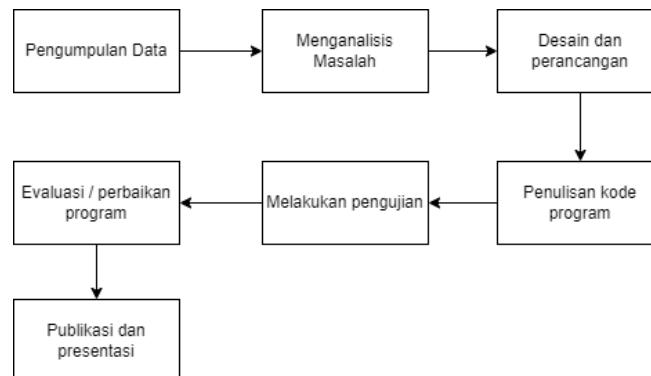 Pengumpulan Data
Menganalisis
Masalah
Desain dan
perancangan
Penulisan kode
program
Melakukan pengujian
Evaluasi / perbaikan
program
Publikasi dan
presentasi